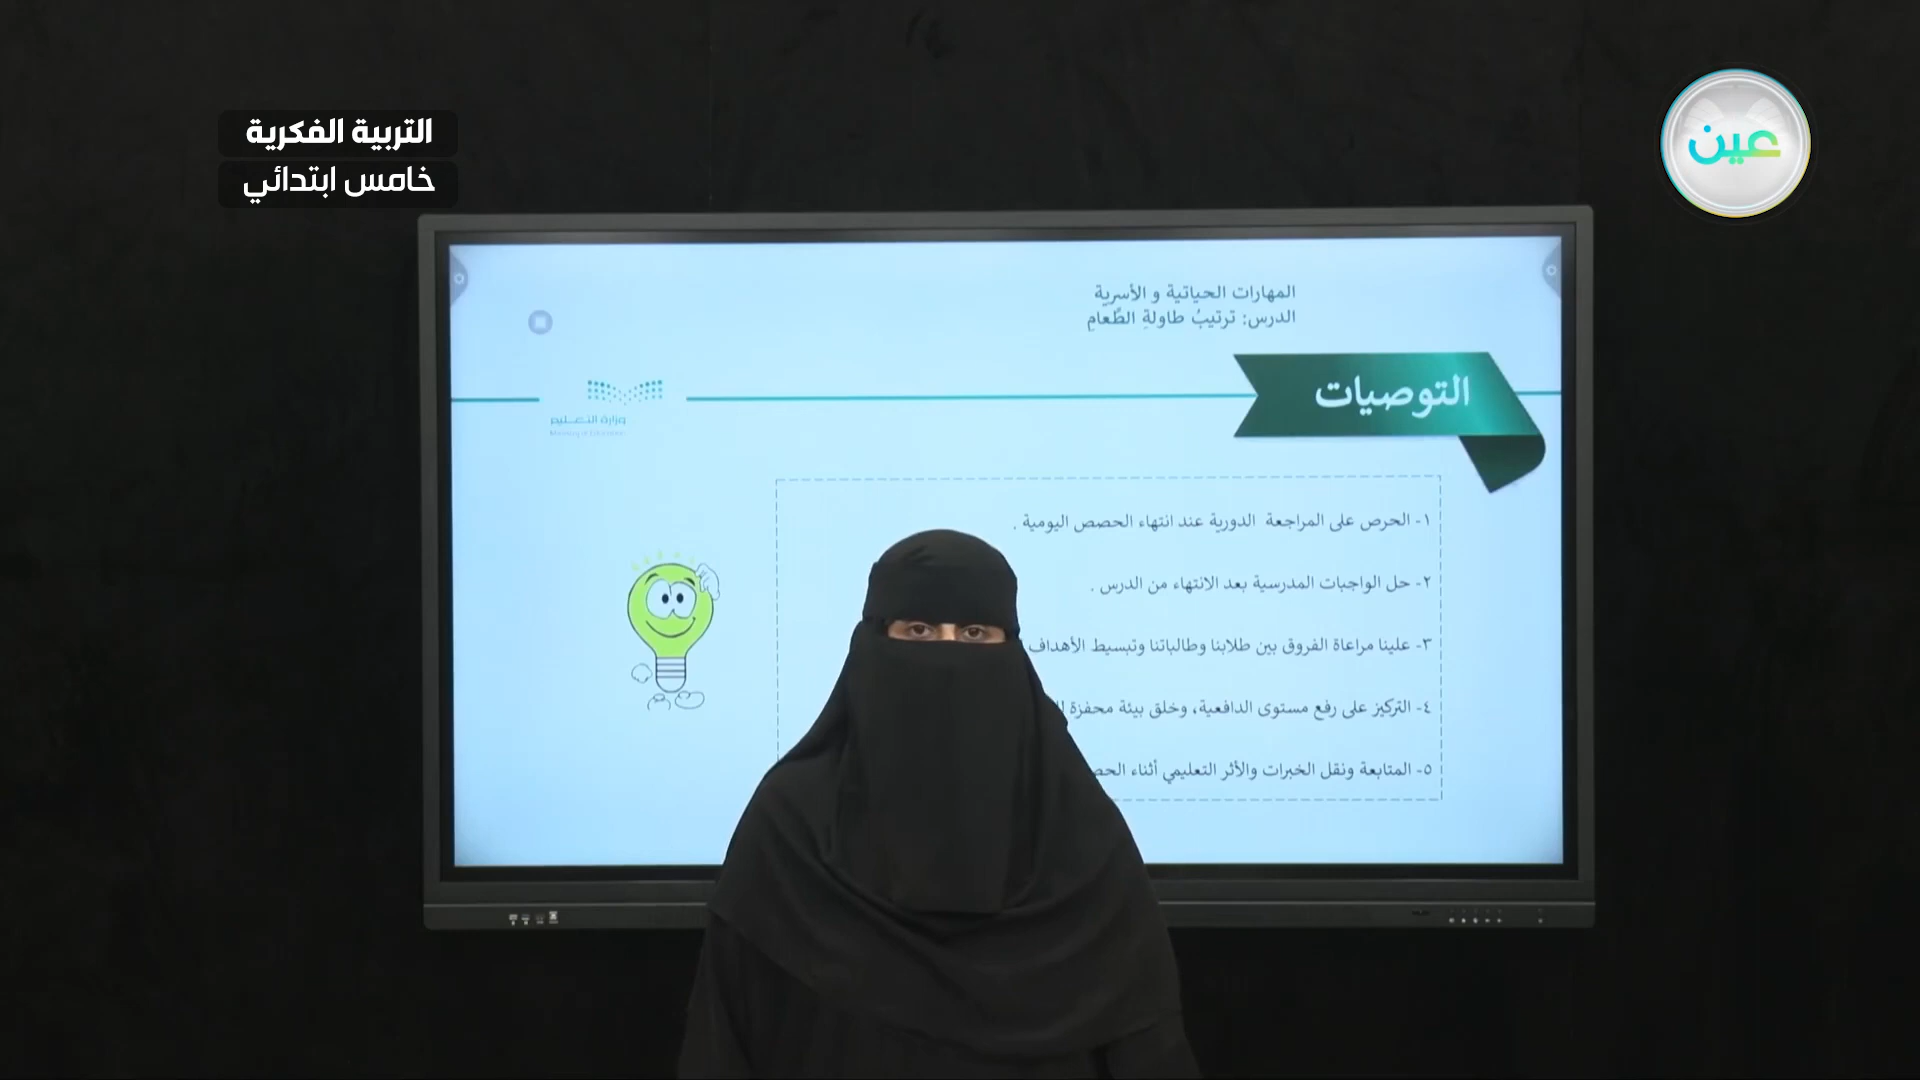 التربية الفكرية
خامس ابتدائي
عين
المهارات الحياتية و الأسرية
الدرس: ترتيبُ طاولةِ الطَّعامِ
التوصيات
وزارة التعليم
١- الحرص على المراجعة الدورية عند انتهاء الحصص اليومية .
٢- حل الواجبات المدرسية بعد الانتهاء من الدرس .
٣- علينا مراعاة الفروق بين طلابنا وطالباتنا وتبسيط الأهداف
٤- التركيز على رفع مستوى الدافعية، وخلق بيئة محفزة
٥- المتابعة ونقل الخبرات والأثر التعليمي أثناء